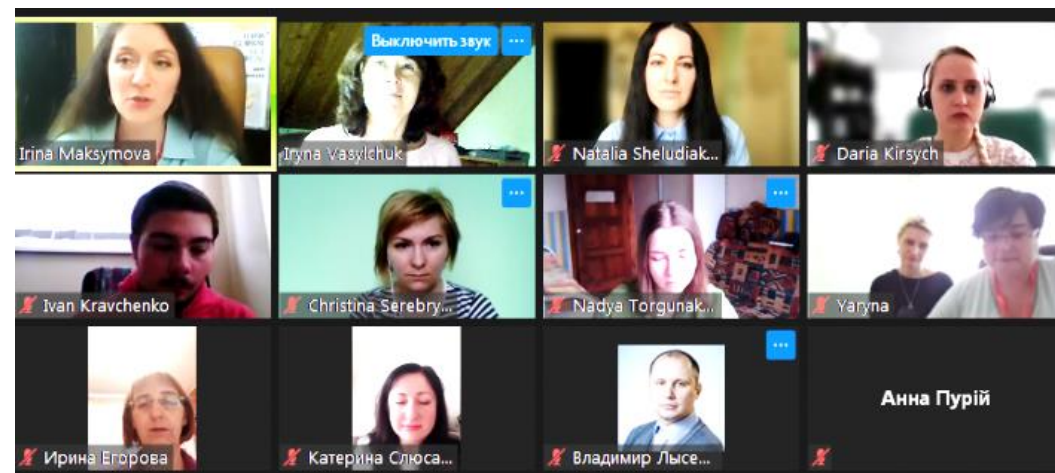 Выключить звук
Irina Maksymova
Iryna Vasylchuk
Natalia Sheludiak...
Daria Kirsych
Ivan Kravchenko
Christina Serebry...
Nadya Torgunak...
Yaryna
Ирина Егорова
Катерина Слюса...
Владимир Лысе...
Анна Пурій